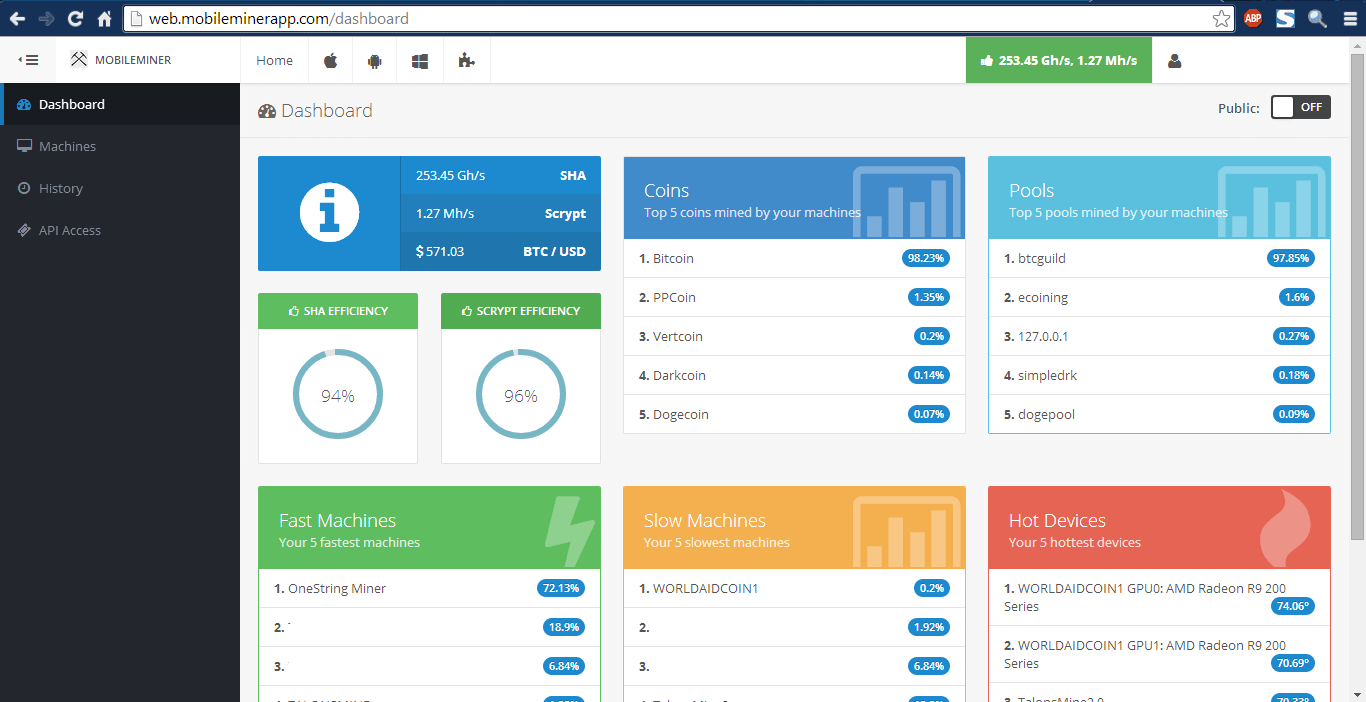 web.mobileminerapp.com/dashboard
ABP
S
MOBILEMINER
Home
253.45 Gh/s, 1.27 Mh/s
Dashboard
Machines
History
API Access
Dashboard
Public:
OFF
253.45 Gh/s SHA
1.27 Mh/s Scrypt
$ 571.03 BTC / USD
SHA EFFICIENCY
94%
SCRYPT EFFICIENCY
96%
Coins
Top 5 coins mined by your machines
1. Bitcoin 98.23%
2. PPCoin 1.35%
3. Vertcoin 0.2%
4. Darkcoin 0.14%
5. Dogecoin 0.07%
Pools
Top 5 pools mined by your machines
1. btcguild 97.85%
2. ecoining 1.6%
3. 127.0.0.1 0.27%
4. simpledrk 0.18%
5. dogepool 0.09%
Fast Machines
Your 5 fastest machines
1. OneString Miner 72.13%
2. 18.9%
3. 6.84%
Slow Machines
Your 5 slowest machines
1. WORLDAIDCOIN1 0.2%
2. 1.92%
3. 6.84%
Hot Devices
Your 5 hottest devices
1. WORLDAIDCOIN1 GPU0: AMD Radeon R9 200
Series 74.06°
2. WORLDAIDCOIN1 GPU1: AMD Radeon R9 200
Series 70.69°